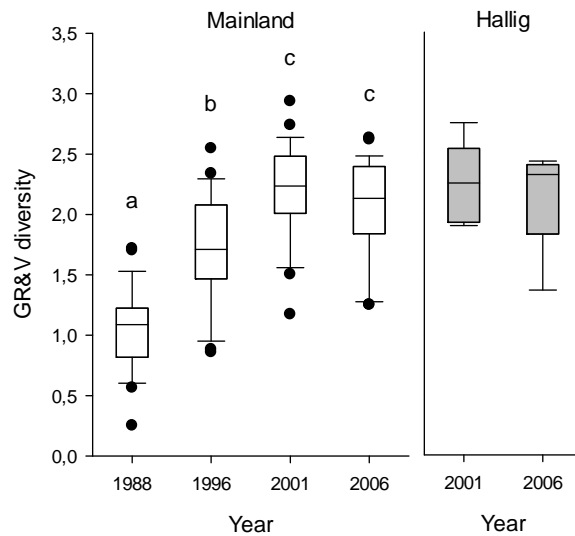 Mainland
Hallig
GR&V diversity
3,5
3,0
2,5
2,0
1,5
1,0
0,5
0,0
a
b
c
c
1988
1996
2001
2006
Year
2001
2006
Year